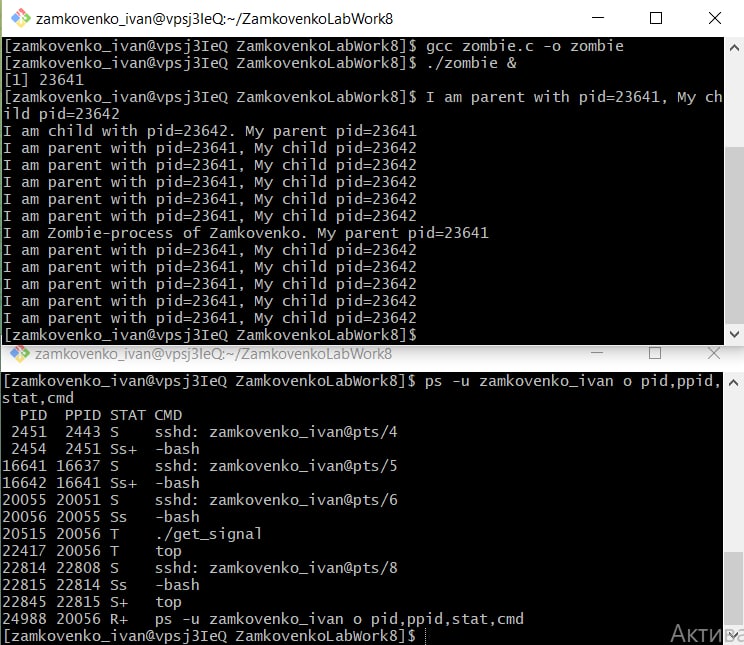 zamkovenko_ivan@vpsj3IeQ:~/ZamkovenkoLabWork8
[zamkovenko_ivan@vpsj3IeQ ZamkovenkoLabWork8]$ gcc zombie.c -o zombie
[zamkovenko_ivan@vpsj3IeQ ZamkovenkoLabWork8]$ ./zombie &
[1] 23641
[zamkovenko_ivan@vpsj3IeQ ZamkovenkoLabWork8]$ I am parent with pid=23641, My ch
ild pid=23642
I am child with pid=23642. My parent pid=23641
I am parent with pid=23641, My child pid=23642
I am parent with pid=23641, My child pid=23642
I am parent with pid=23641, My child pid=23642
I am parent with pid=23641, My child pid=23642
I am parent with pid=23641, My child pid=23642
I am Zombie-process of Zamkovenko. My parent pid=23641
I am parent with pid=23641, My child pid=23642
I am parent with pid=23641, My child pid=23642
I am parent with pid=23641, My child pid=23642
I am parent with pid=23641, My child pid=23642
I am parent with pid=23641, My child pid=23642
[zamkovenko_ivan@vpsj3IeQ ZamkovenkoLabWork8]$
zamkovenko_ivan@vpsj3IeQ:~/ZamkovenkoLabWork8
[zamkovenko_ivan@vpsj3IeQ ZamkovenkoLabWork8]$ ps -u zamkovenko_ivan o pid,ppid,
stat,cmd
PID PPID STAT CMD
2451 2443 S sshd: zamkovenko_ivan@pts/4
2454 2451 Ss+ -bash
16641 16637 S sshd: zamkovenko_ivan@pts/5
16642 16641 Ss+ -bash
20055 20051 S sshd: zamkovenko_ivan@pts/6
20056 20055 Ss -bash
20515 20056 T ./get_signal
22417 20056 T top
22814 22808 S sshd: zamkovenko_ivan@pts/8
22815 22814 Ss -bash
22845 22815 S+ top
24988 20056 R+ ps -u zamkovenko_ivan o pid,ppid,stat,cmd
[zamkovenko_ivan@vpsj3IeQ ZamkovenkoLabWork8]$